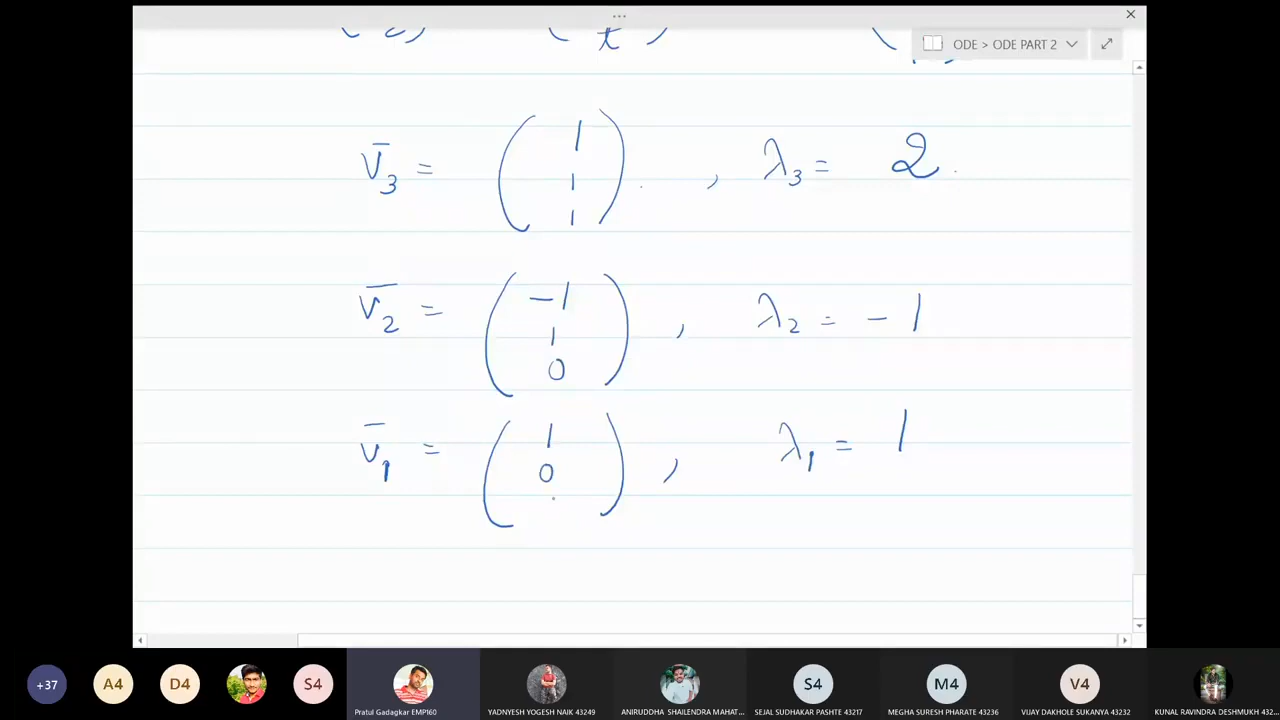 ...
ODE > ODE PART 2
v̄₃ = ( 1 1 1 ) , λ₃ = 2
v̄₂ = ( -1 1 0 ) , λ₂ = -1
v̄₁ = ( 1 0 ) , λ₁ = 1
+37
A4
D4
S4
Pratul Gadagkar EMP160
YADNYESH YOGESH NAIK 43249
ANIRUDDHA SHAILENDRA MAHAT...
S4
SEJAL SUDHAKAR PASHTE 43217
M4
MEGHA SURESH PHARATE 43236
V4
VIJAY DAKHOLE SUKANYA 43232
KUNAL RAVINDRA DESHMUKH 432...